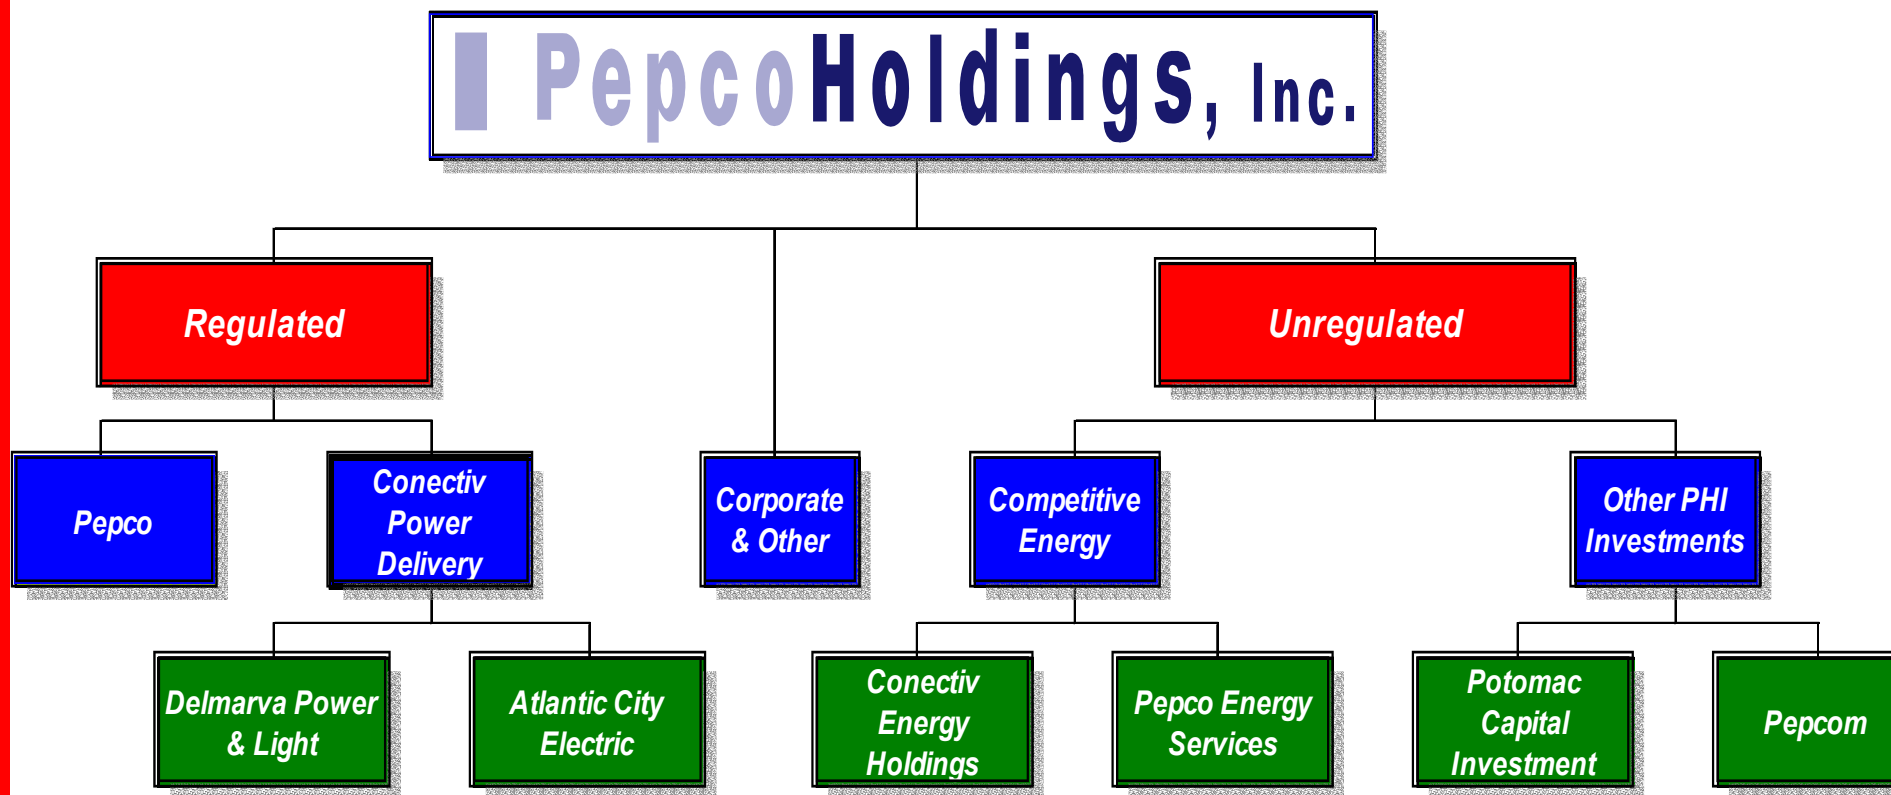 PepcoHoldings, Inc.
Regulated
Unregulated
Pepco
Conectiv
Power
Delivery
Corporate
& Other
Competitive
Energy
Other PHI
Investments
Delmarva Power
& Light
Atlantic City
Electric
Conectiv
Energy
Holdings
Pepco Energy
Services
Potomac
Capital
Investment
Pepcom